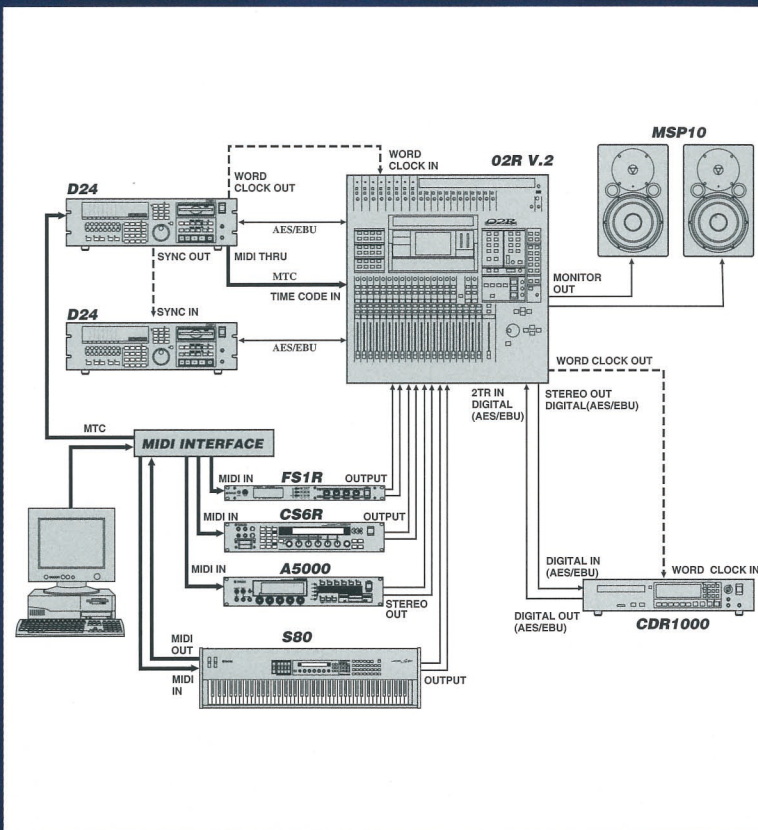 MSP10
02R V.2
WORD
CLOCK OUT
WORD
CLOCK IN
D24
AES/EBU
SYNC OUT
MIDI THRU
MTC
TIME CODE IN
MONITOR
OUT
D24
SYNC IN
AES/EBU
WORD CLOCK OUT
2TR IN
DIGITAL
(AES/EBU)
STEREO OUT
DIGITAL(AES/EBU)
MTC
MIDI INTERFACE
MIDI IN
FS1R
OUTPUT
MIDI IN
CS6R
OUTPUT
MIDI IN
A5000
STEREO
OUT
DIGITAL IN
(AES/EBU)
WORD CLOCK IN
DIGITAL OUT
(AES/EBU)
CDR1000
MIDI
OUT
MIDI
IN
S80
OUTPUT
02R